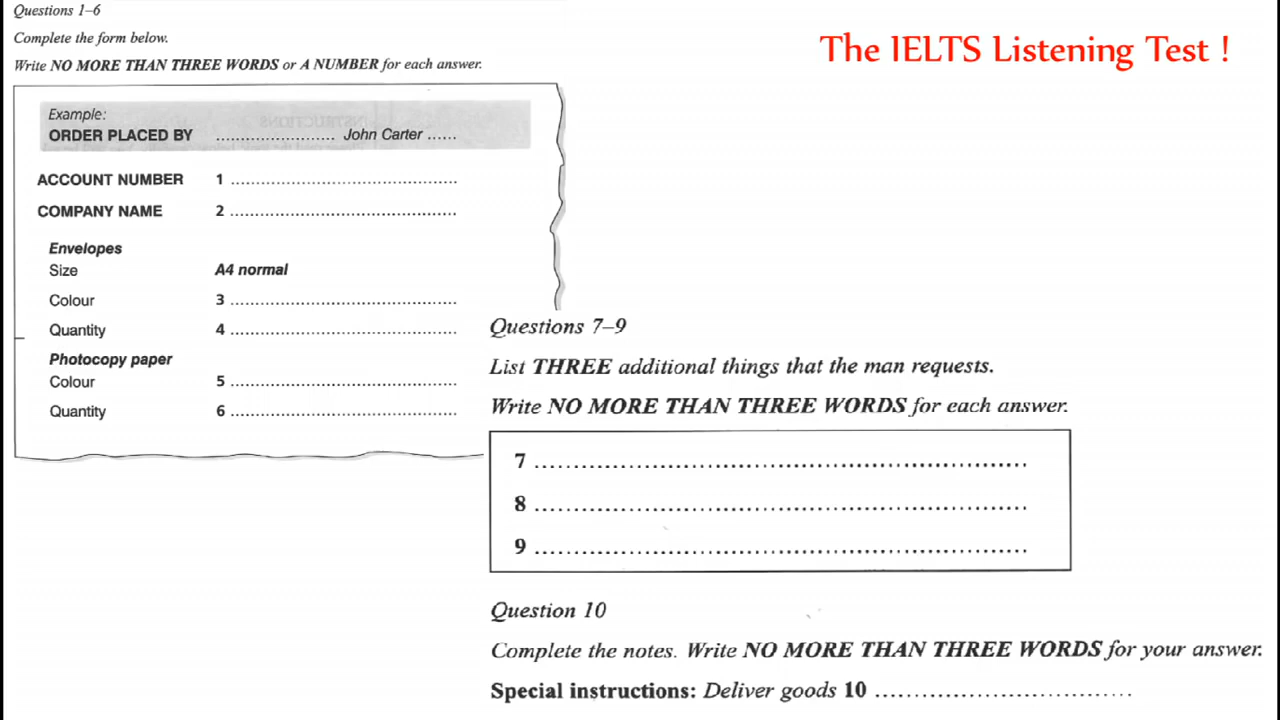 Questions 1–6
Complete the form below.
Write NO MORE THAN THREE WORDS or A NUMBER for each answer.
The IELTS Listening Test !
Example:
ORDER PLACED BY ........................ John Carter ......
ACCOUNT NUMBER 1 ..............................................
COMPANY NAME 2 ..............................................
Envelopes
Size A4 normal
Colour 3 ..............................................
Quantity 4 ..............................................
Photocopy paper
Colour 5 ..............................................
Quantity 6 ..............................................
Questions 7–9
List THREE additional things that the man requests.
Write NO MORE THAN THREE WORDS for each answer.
7 ............................................................
8 ............................................................
9 ............................................................
Question 10
Complete the notes. Write NO MORE THAN THREE WORDS for your answer.
Special instructions: Deliver goods 10 ................................